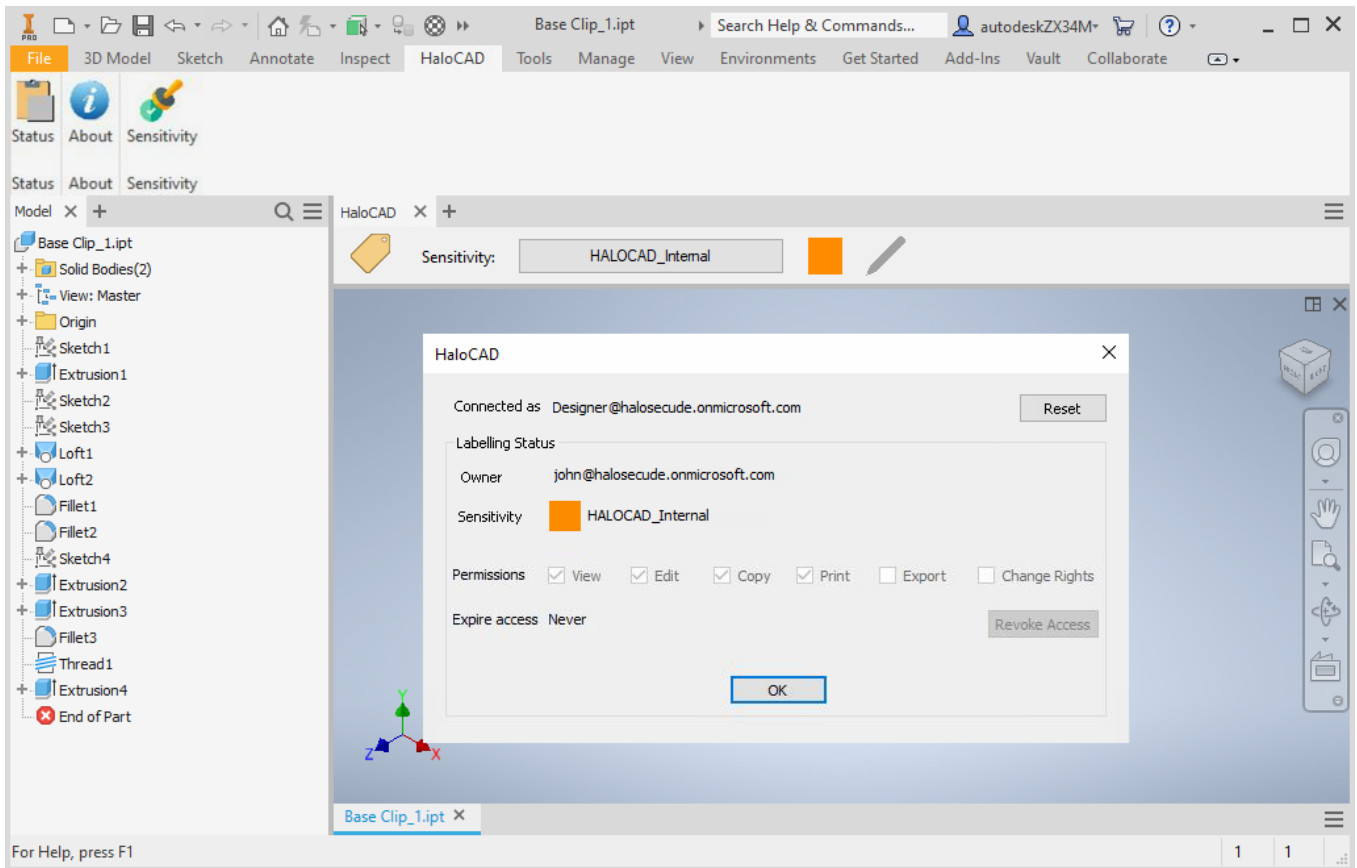 PRO Base Clip_1.ipt Search Help & Commands... autodeskZX34M
File 3D Model Sketch Annotate Inspect HaloCAD Tools Manage View Environments Get Started Add-Ins Vault Collaborate
Status About Sensitivity
Status About Sensitivity
Model
Base Clip_1.ipt
Solid Bodies(2)
View: Master
Origin
Sketch1
Extrusion1
Sketch2
Sketch3
Loft1
Loft2
Fillet1
Fillet2
Sketch4
Extrusion2
Extrusion3
Fillet3
Thread1
Extrusion4
End of Part
HaloCAD
Sensitivity: HALOCAD_Internal
HaloCAD
Connected as Designer@halosecude.onmicrosoft.com Reset
Labelling Status
Owner john@halosecude.onmicrosoft.com
Sensitivity HALOCAD_Internal
Permissions View Edit Copy Print Export Change Rights
Expire access Never Revoke Access
OK
Y
Z X
Base Clip_1.ipt
For Help, press F1 1 1